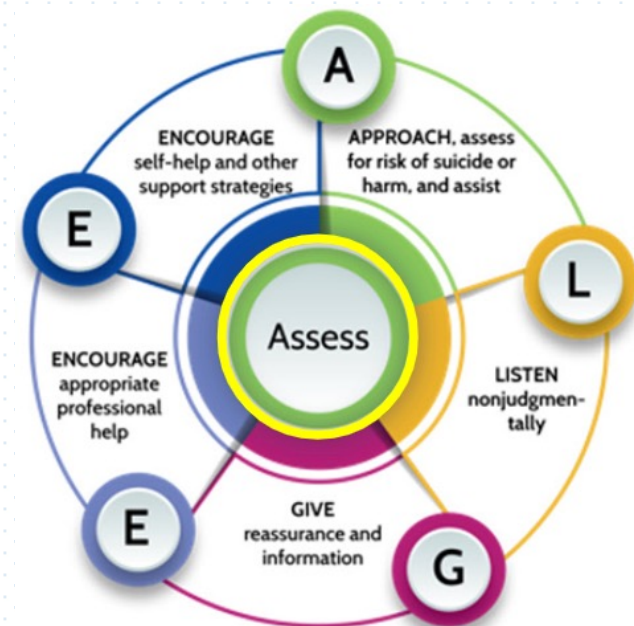 A
APPROACH, assess
for risk of suicide or
harm, and assist
L
LISTEN
nonjudgmen-
tally
G
GIVE
reassurance and
information
E
ENCOURAGE
appropriate
professional
help
E
ENCOURAGE
self-help and other
support strategies
Assess